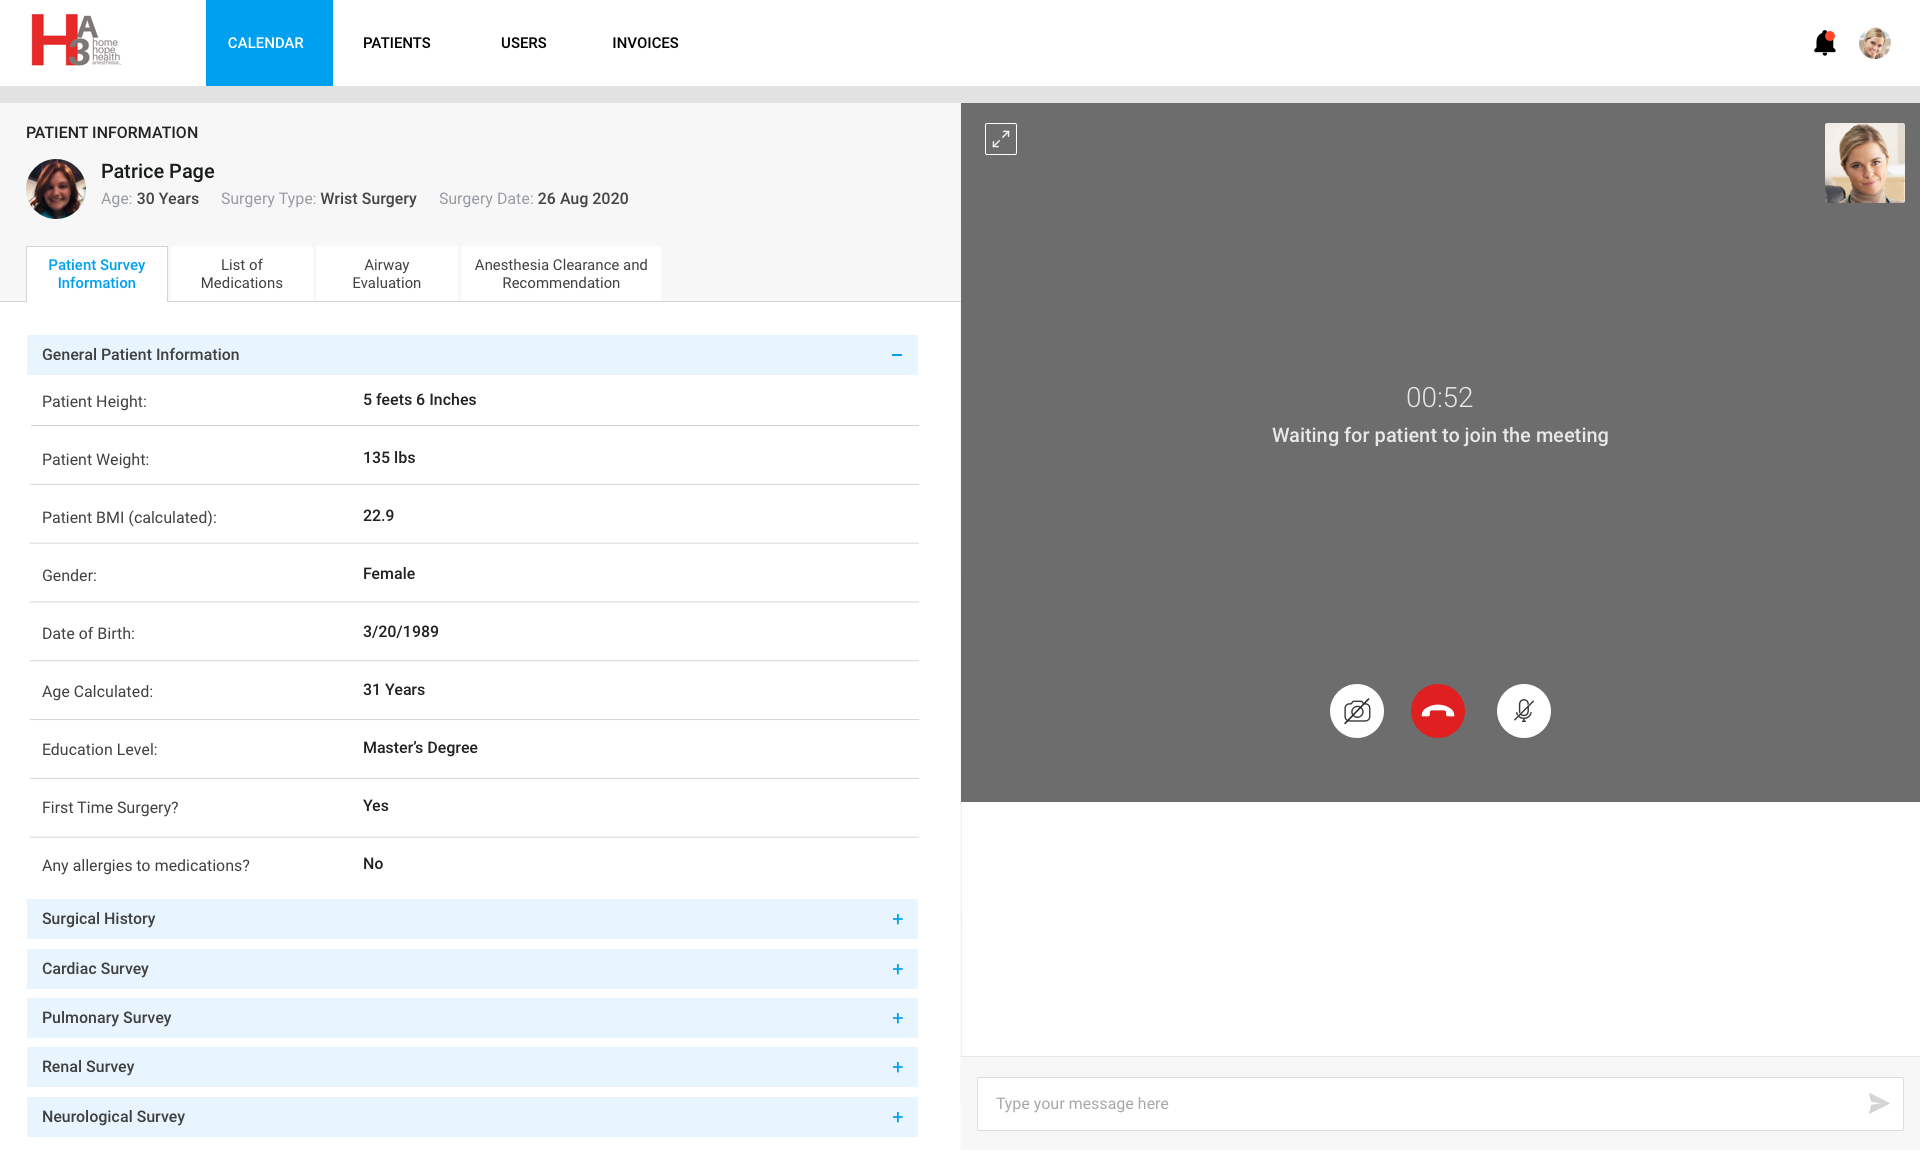 HA3 home
hope
health
anesthesia
CALENDAR PATIENTS USERS INVOICES
PATIENT INFORMATION
Patrice Page
Age: 30 Years Surgery Type: Wrist Surgery Surgery Date: 26 Aug 2020
Patient Survey
Information
List of
Medications
Airway
Evaluation
Anesthesia Clearance and
Recommendation
General Patient Information
Patient Height: 5 feets 6 Inches
Patient Weight: 135 lbs
Patient BMI (calculated): 22.9
Gender: Female
Date of Birth: 3/20/1989
Age Calculated: 31 Years
Education Level: Master’s Degree
First Time Surgery? Yes
Any allergies to medications? No
Surgical History
Cardiac Survey
Pulmonary Survey
Renal Survey
Neurological Survey
00:52
Waiting for patient to join the meeting
Type your message here